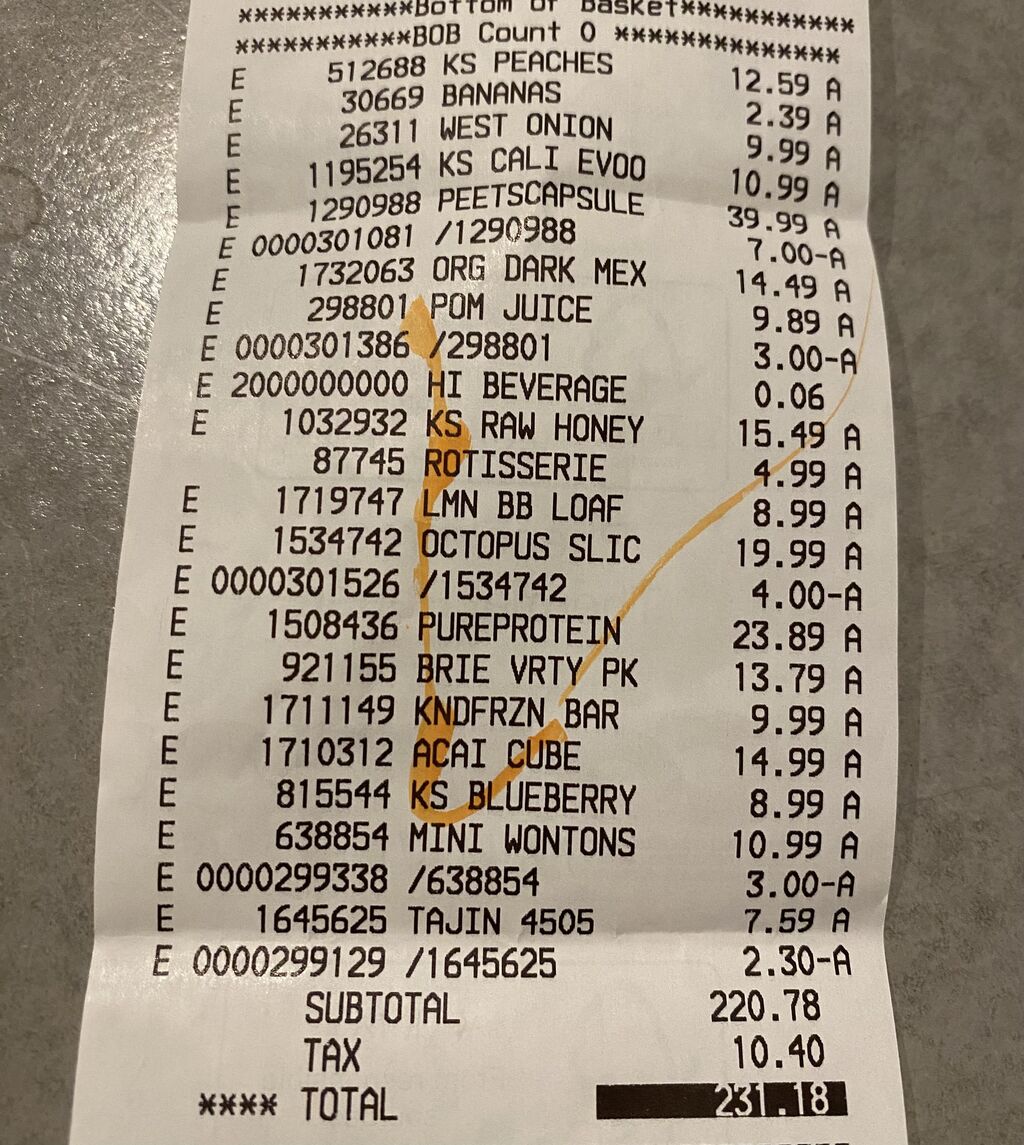 ***********Bottom of Basket***********
***********BOB Count 0 **************
E 512688 KS PEACHES 12.59 A
E 30669 BANANAS 2.39 A
E 26311 WEST ONION 9.99 A
E 1195254 KS CALI EVOO 10.99 A
E 1290988 PEETSCAPSULE 39.99 A
E 0000301081 /1290988 7.00-A
E 1732063 ORG DARK MEX 14.49 A
E 298801 POM JUICE 9.89 A
E 0000301386 /298801 3.00-A
E 2000000000 HI BEVERAGE 0.06
E 1032932 KS RAW HONEY 15.49 A
87745 ROTISSERIE 4.99 A
E 1719747 LMN BB LOAF 8.99 A
E 1534742 OCTOPUS SLIC 19.99 A
E 0000301526 /1534742 4.00-A
E 1508436 PUREPROTEIN 23.89 A
E 921155 BRIE VRTY PK 13.79 A
E 1711149 KNDFRZN BAR 9.99 A
E 1710312 ACAI CUBE 14.99 A
E 815544 KS BLUEBERRY 8.99 A
E 638854 MINI WONTONS 10.99 A
E 0000299338 /638854 3.00-A
E 1645625 TAJIN 4505 7.59 A
E 0000299129 /1645625 2.30-A
SUBTOTAL 220.78
TAX 10.40
**** TOTAL 231.18